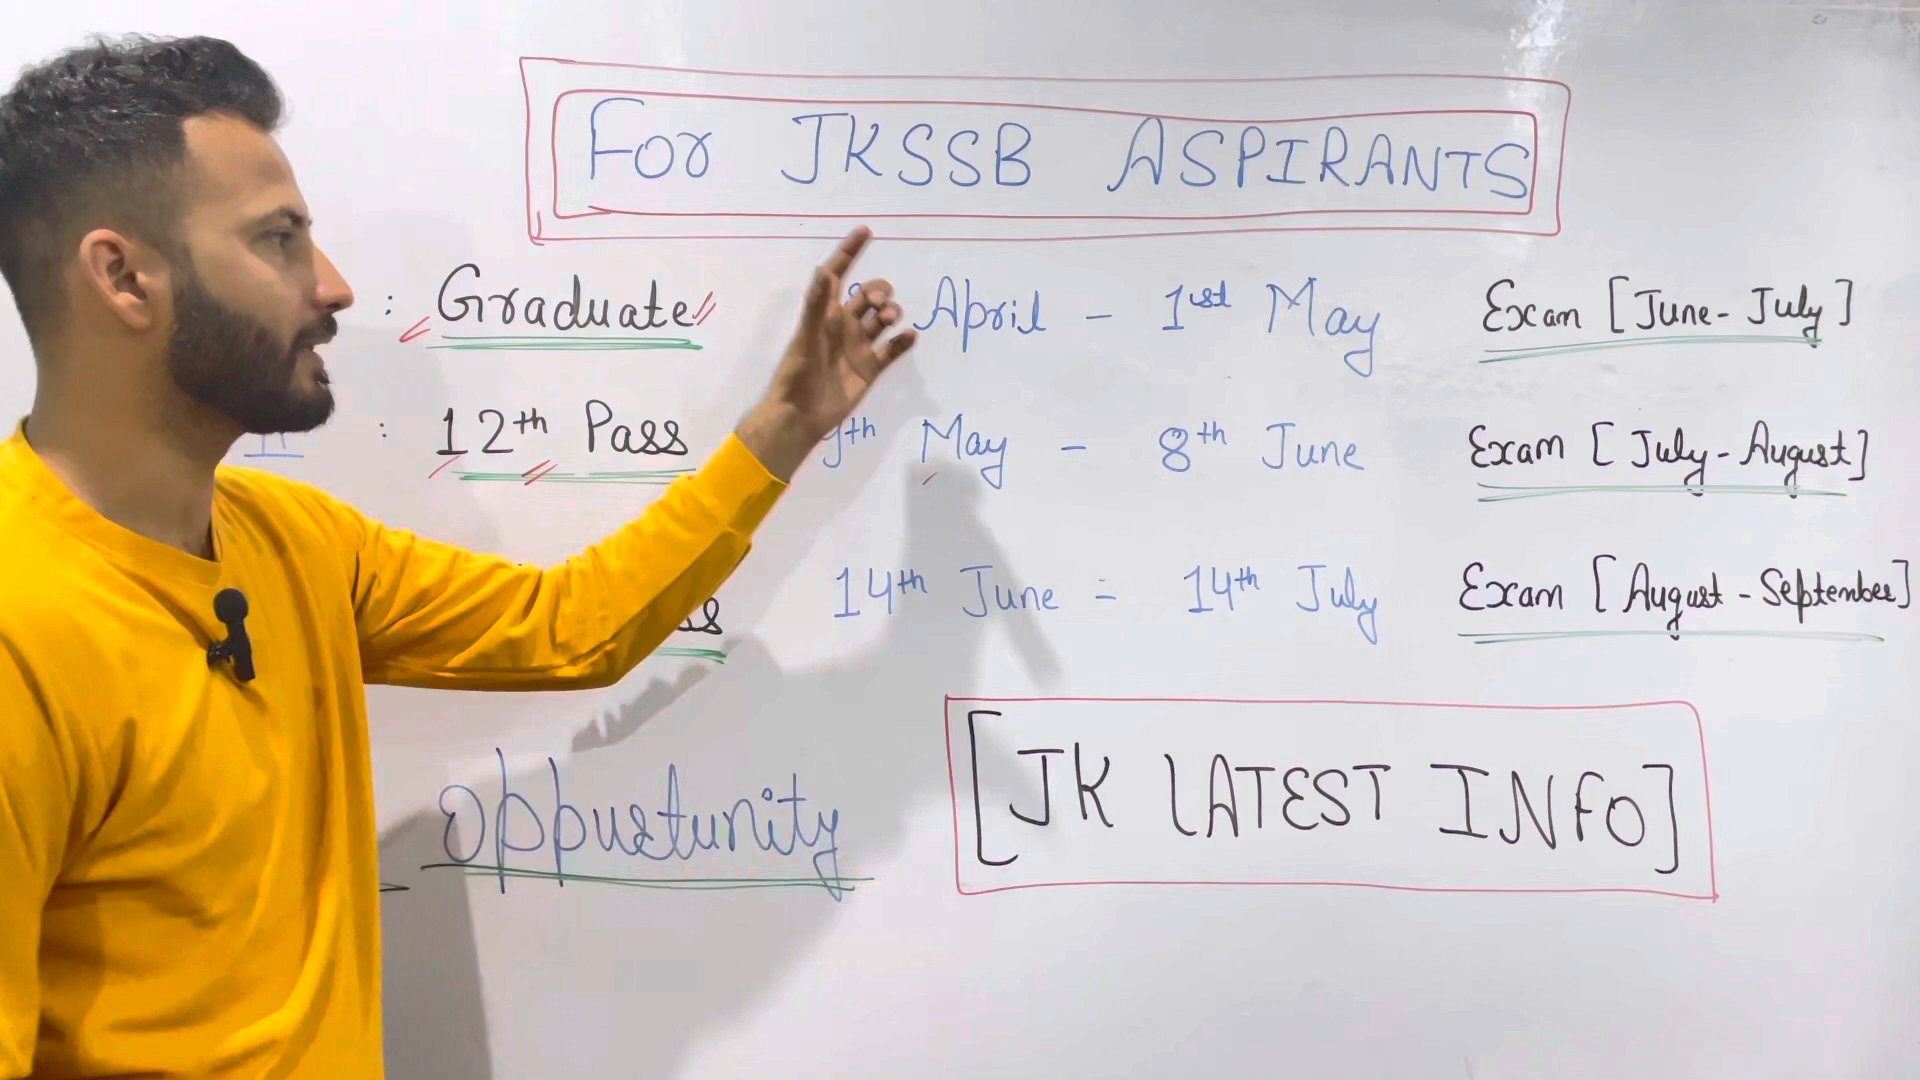 For JKSSB ASPIRANTS
: Graduate April - 1st May Exam [June - July]
II : 12th Pass May - 8th June Exam [July - August]
14th June = 14th July Exam [August - September]
oppurtunity
[JK LATEST INFO]